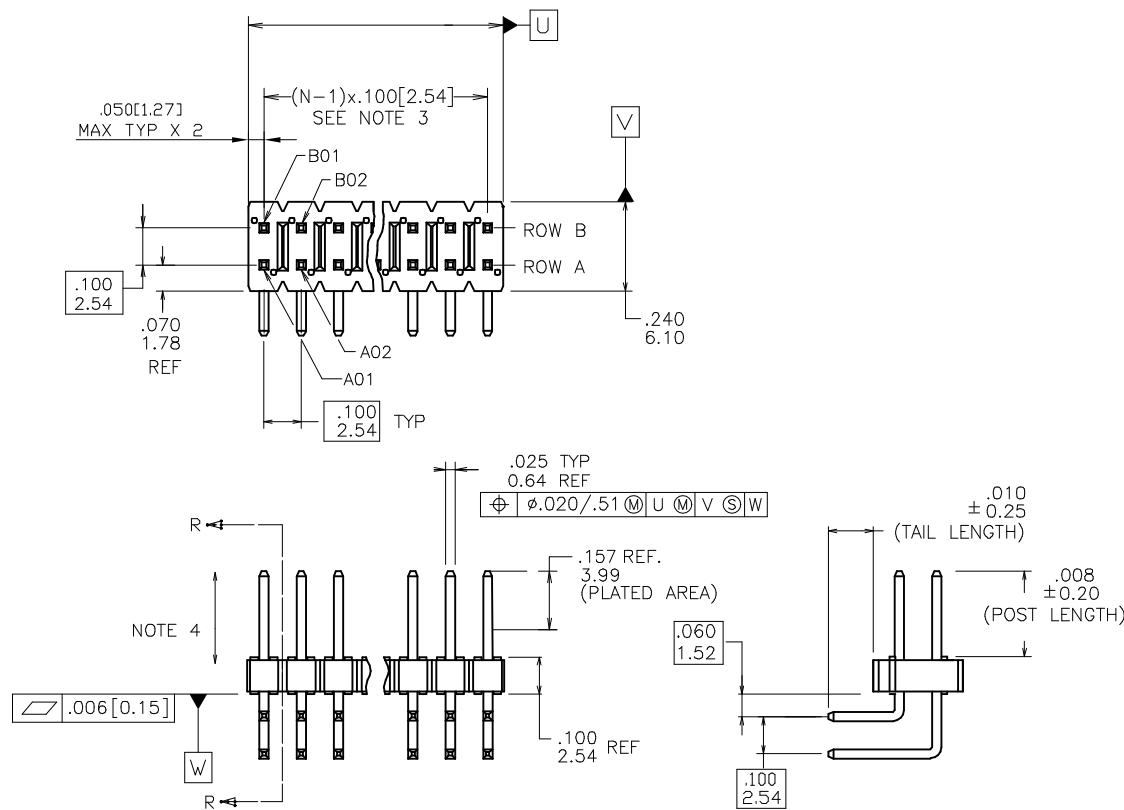 U
(N-1)x.100[2.54]
SEE NOTE 3
.050[1.27]
MAX TYP X 2
V
B01
B02
ROW B
ROW A
.100
2.54
.070
1.78
REF
.240
6.10
A02
A01
.100
2.54
TYP
.025 TYP
0.64 REF
⌖ ⌀.020/.51 Ⓜ U Ⓜ V Ⓢ W
R
.010
±0.25
(TAIL LENGTH)
.157 REF.
3.99
(PLATED AREA)
.008
±0.20
(POST LENGTH)
NOTE 4
.060
1.52
⏥ .006[0.15]
W
.100
2.54 REF
.100
2.54
R